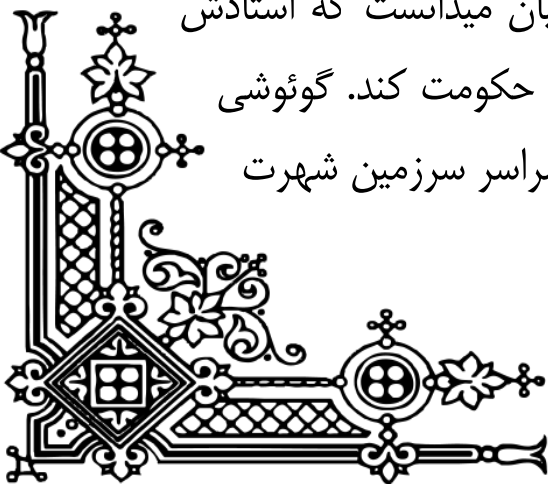 میدانست که استادش
حکومت کند. گوئوشی
سرزمین شهرت